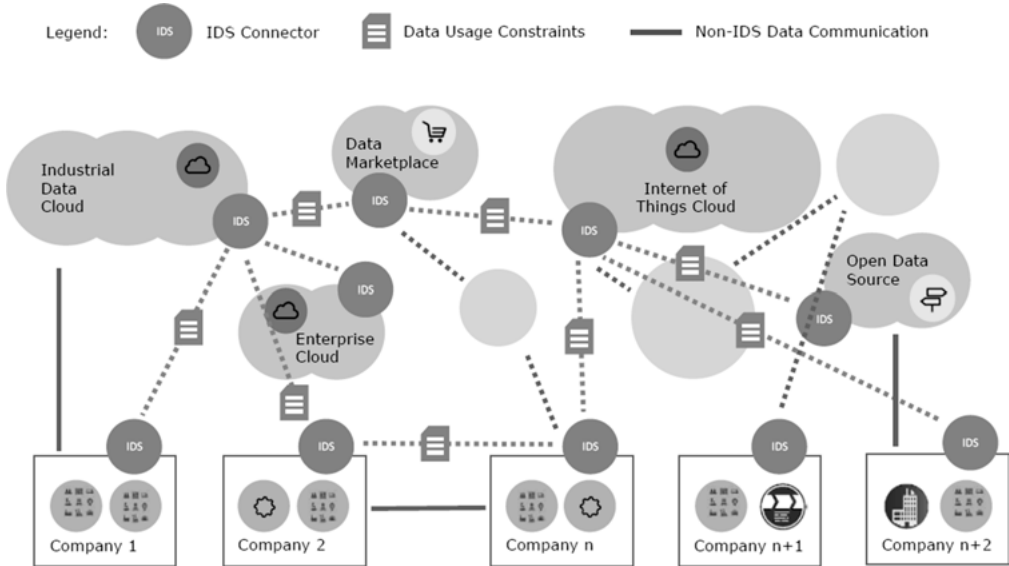 Legend:
IDS
IDS Connector
Data Usage Constraints
Non-IDS Data Communication
Industrial
Data
Cloud
Data
Marketplace
Internet of
Things Cloud
Open Data
Source
Enterprise
Cloud
IDS
IDS
IDS
IDS
IDS
IDS
IDS
IDS
IDS
IDS
Company 1
Company 2
Company n
Company n+1
Company n+2